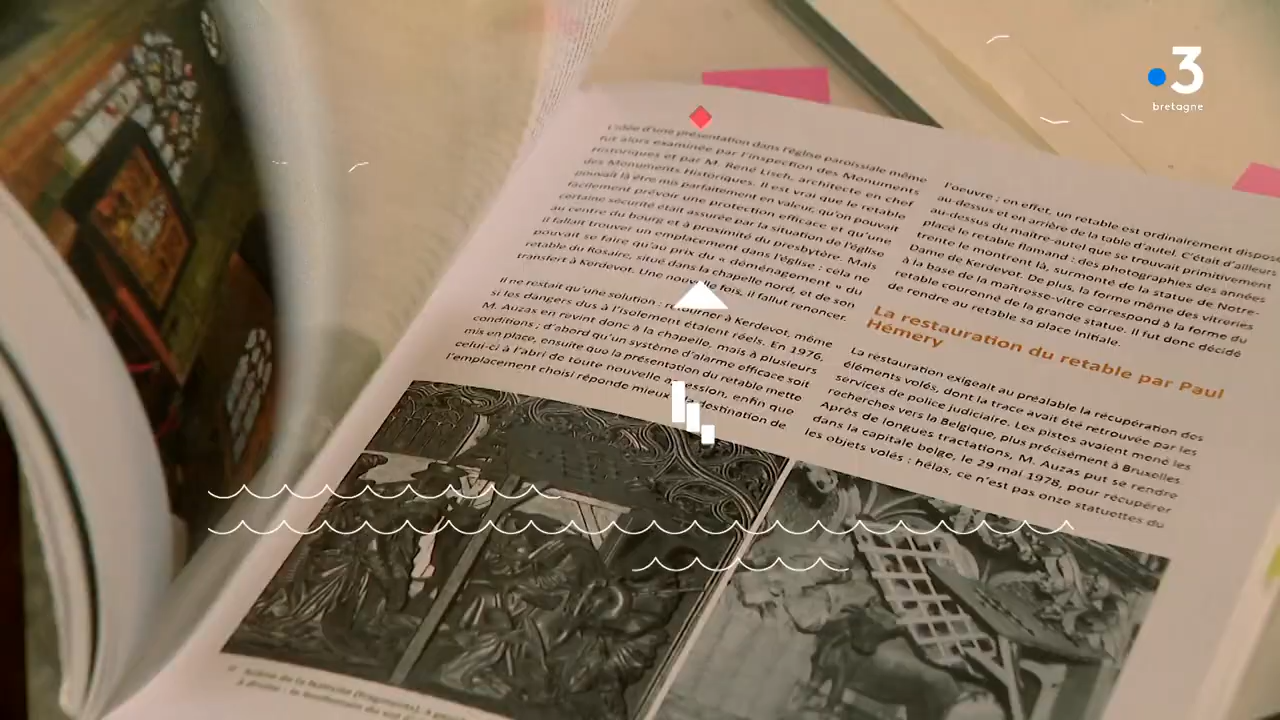 3
bretagne
L'idée d'une présentation dans l'église paroissiale même
fut alors examinée par l'Inspection des Monuments
Historiques et par M. René Lisch, architecte en chef
des Monuments Historiques. Il est vrai que le retable
pouvait là être mis parfaitement en valeur, qu'on pouvait
facilement prévoir une protection efficace et qu'une
certaine sécurité était assurée par la situation de l'église
au centre du bourg et à proximité du presbytère. Mais
il fallait trouver un emplacement dans l'église : cela ne
pouvait se faire qu'au prix du « déménagement » du
retable du Rosaire, situé dans la chapelle nord, et de son
transfert à Kerdevot. Une fois, il fallut renoncer.
Il ne restait qu'une solution : retourner à Kerdevot, même
si les dangers dus à l'isolement étaient réels. En 1976,
M. Auzas en revint donc à la chapelle, mais à plusieurs
conditions ; d'abord qu'un système d'alarme efficace soit
mis en place, ensuite que la présentation du retable mette
celui-ci à l'abri de toute nouvelle agression, enfin que
l'emplacement choisi réponde mieux destination de
l'oeuvre ; en effet, un retable est ordinairement disposé
au-dessus et en arrière de la table d'autel. C'était d'ailleurs
au-dessus du maître-autel que se trouvait primitivement
placé le retable flamand : des photographies des années
trente le montrent là, surmonté de la statue de Notre-
Dame de Kerdevot. De plus, la forme même des vitreries
à la base de la maîtresse-vitre correspond à la forme du
retable couronné de la grande statue. Il fut donc décidé
de rendre au retable sa place initiale.
La restauration du retable par Paul
Hémery
La restauration exigeait au préalable la récupération des
éléments volés, dont la trace avait été retrouvée par les
services de police judiciaire. Les pistes avaient mené les
recherches vers la Belgique, plus précisément à Bruxelles.
Après de longues tractations, M. Auzas put se rendre
dans la capitale belge, le 29 mai 1978, pour récupérer
les objets volés : hélas, ce n'est pas onze statuettes du